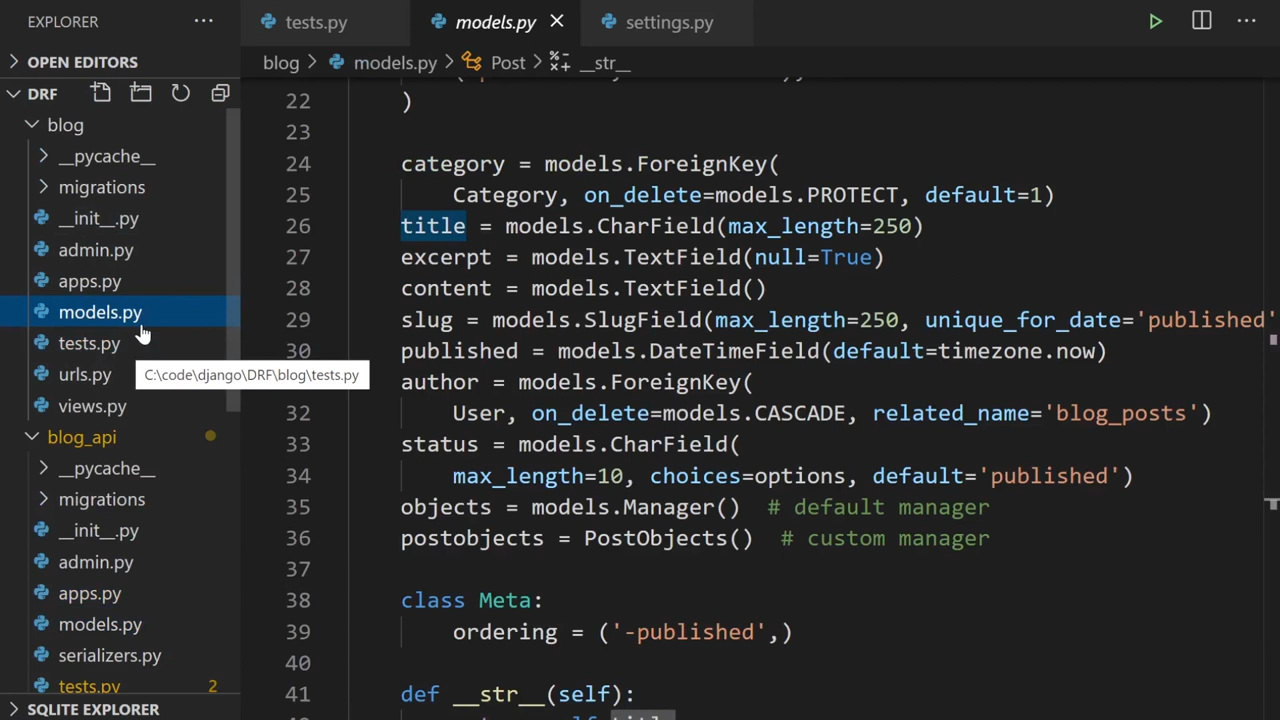 EXPLORER
OPEN EDITORS
DRF
blog
__pycache__
migrations
__init__.py
admin.py
apps.py
models.py
tests.py
C:\code\django\DRF\blog\tests.py
urls.py
views.py
blog_api
__pycache__
migrations
__init__.py
admin.py
apps.py
models.py
serializers.py
tests.py 2
SQLITE EXPLORER
tests.py models.py settings.py
blog > models.py > Post > __str__
22 )
23
24 category = models.ForeignKey(
25 Category, on_delete=models.PROTECT, default=1)
26 title = models.CharField(max_length=250)
27 excerpt = models.TextField(null=True)
28 content = models.TextField()
29 slug = models.SlugField(max_length=250, unique_for_date='published'
30 published = models.DateTimeField(default=timezone.now)
author = models.ForeignKey(
32 User, on_delete=models.CASCADE, related_name='blog_posts')
33 status = models.CharField(
34 max_length=10, choices=options, default='published')
35 objects = models.Manager() # default manager
36 postobjects = PostObjects() # custom manager
37
38 class Meta:
39 ordering = ('-published',)
40
41 def __str__(self):